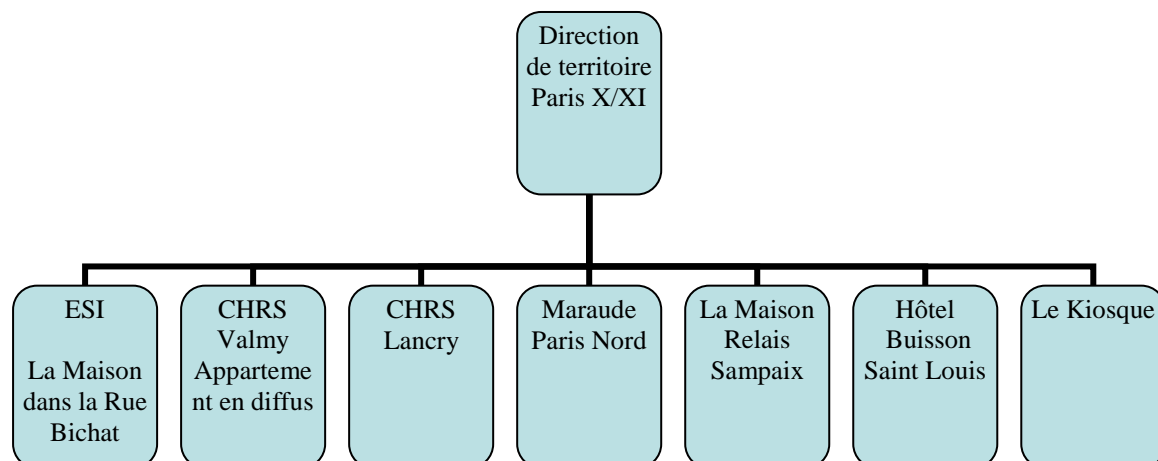 Direction
de territoire
Paris X/XI
ESI
La Maison
dans la Rue
Bichat
CHRS
Valmy
Apparteme
nt en diffus
CHRS
Lancry
Maraude
Paris Nord
La Maison
Relais
Sampaix
Hôtel
Buisson
Saint Louis
Le Kiosque